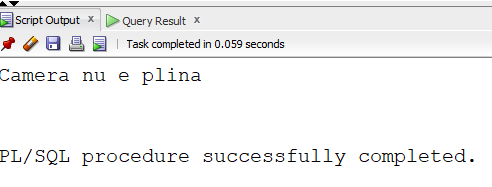 Script Output x Query Result x
Task completed in 0.059 seconds
Camera nu e plina
PL/SQL procedure successfully completed.